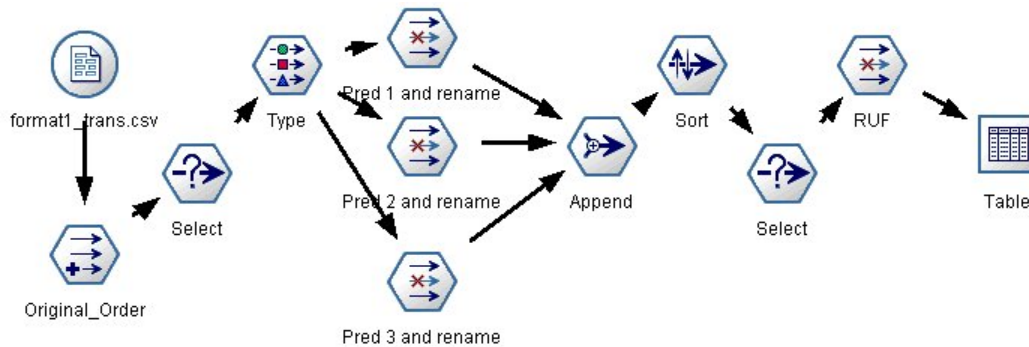 format1_trans.csv
Original_Order
Select
Type
Pred 1 and rename
Pred 2 and rename
Pred 3 and rename
Append
Sort
Select
RUF
Table